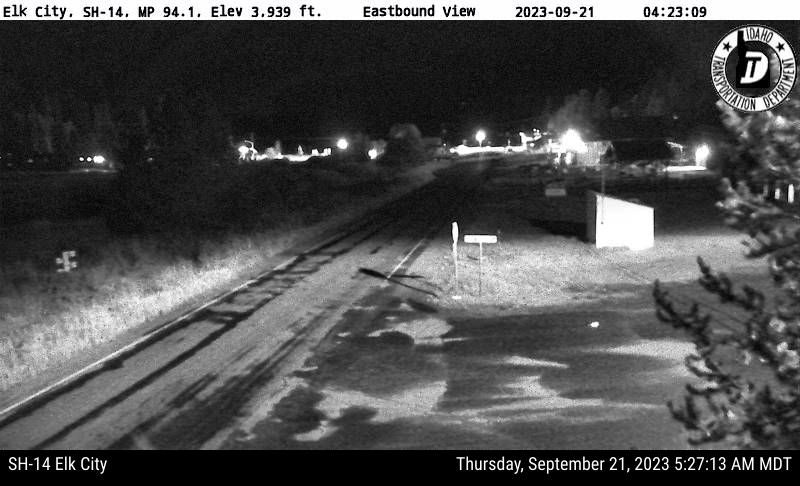 Elk City, SH-14, MP 94.1, Elev 3,939 ft. Eastbound View 2023-09-21 04:23:09
IDAHO
TRANSPORTATION DEPARTMENT
SH-14 Elk City Thursday, September 21, 2023 5:27:13 AM MDT